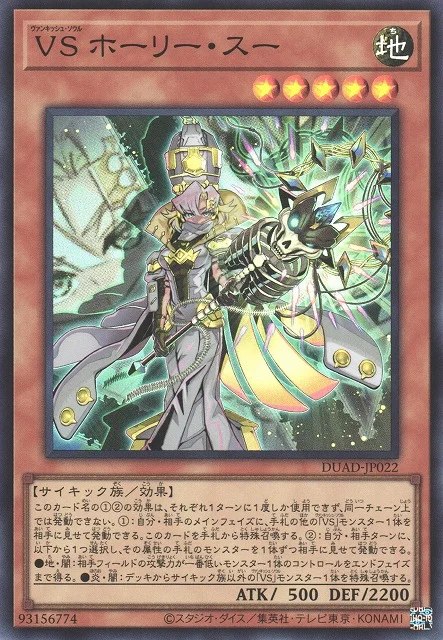 ヴァンキッシュ・ソウル
VS ホーリー・スー
ち
地
DUAD-JP022
【サイキック族/効果】
このカード名の①②の効果は、それぞれ1ターンに1度しか使用できず、同一チェーン上
では発動できない。①:自分・相手のメインフェイズに、手札の他の「VS」モンスター1体を
相手に見せて発動できる。このカードを手札から特殊召喚する。②:自分・相手ターンに、
以下から1つ選択し、その属性の手札のモンスターを1体ずつ相手に見せて発動できる。
●地:相手フィールドの攻撃力が一番低いモンスター1体のコントロールをエンドフェイズ
まで得る。●炎・闇:デッキからサイキック族以外の「VS」モンスター1体を特殊召喚する。
ATK/ 500 DEF/2200
93156774
©スタジオ・ダイス/集英社・テレビ東京・KONAMI